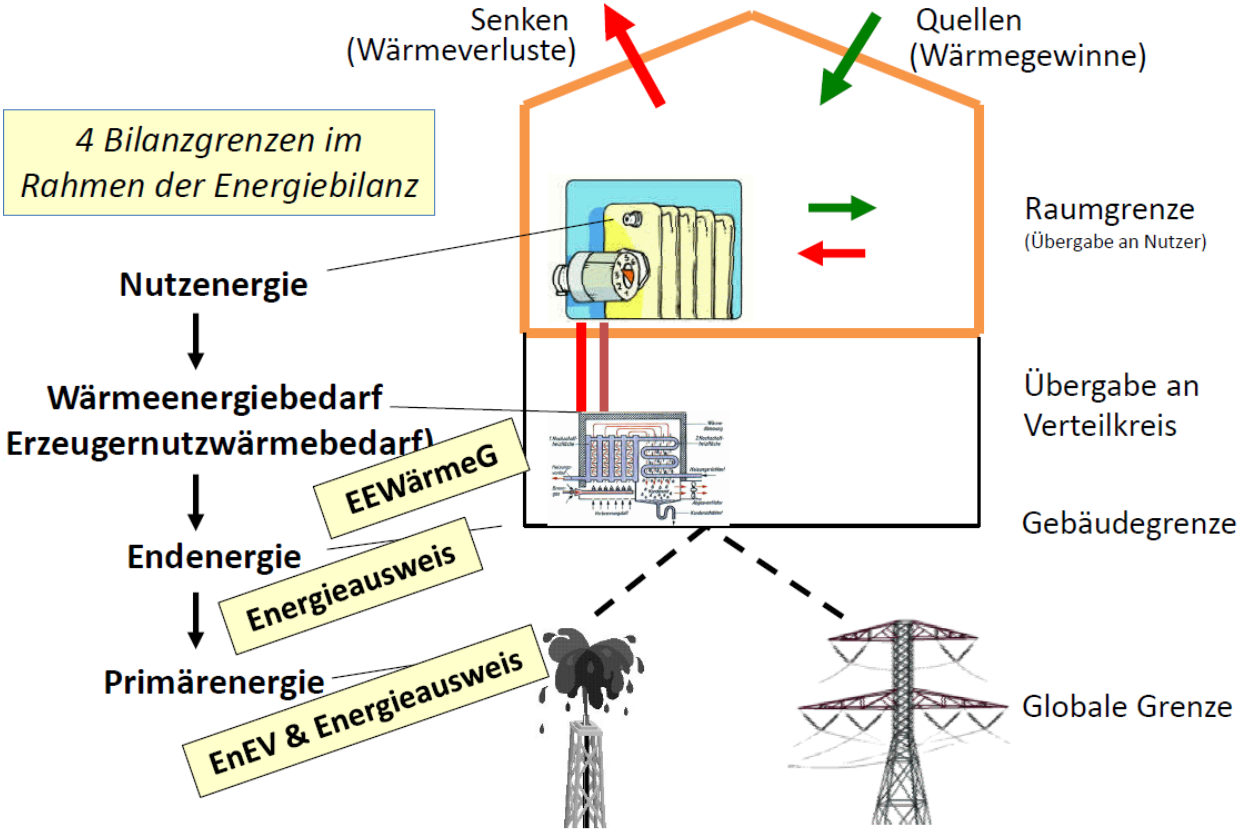 Senken
(Wärmeverluste)
Quellen
(Wärmegewinne)
4 Bilanzgrenzen im
Rahmen der Energiebilanz
Raumgrenze
(Übergabe an Nutzer)
Nutzenergie
Wärmeenergiebedarf
Erzeugernutzwärmebedarf)
Übergabe an
Verteilkreis
EEWärmeG
Gebäudegrenze
Endenergie
Energieausweis
Primärenergie
EnEV & Energieausweis
Globale Grenze